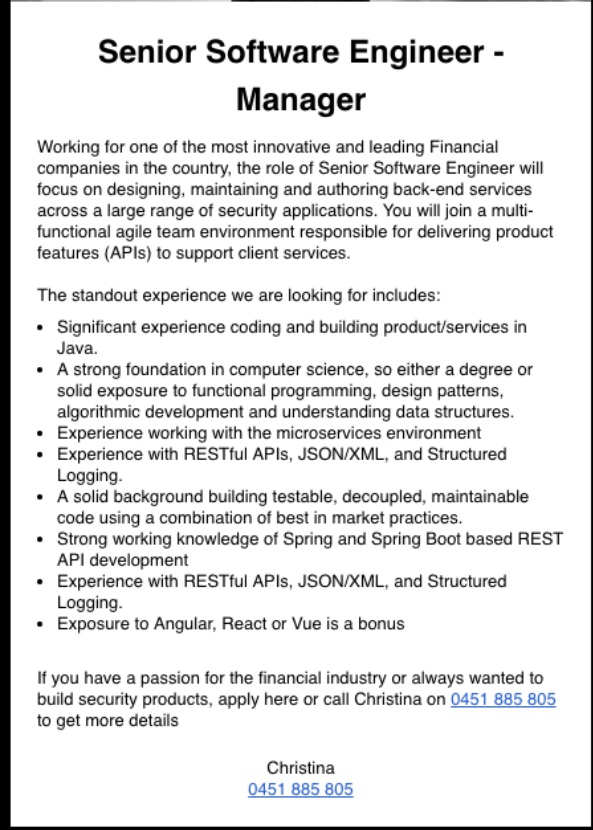 Senior Software Engineer -
Manager
Working for one of the most innovative and leading Financial
companies in the country, the role of Senior Software Engineer will
focus on designing, maintaining and authoring back-end services
across a large range of security applications. You will join a multi-
functional agile team environment responsible for delivering product
features (APIs) to support client services.
The standout experience we are looking for includes:
• Significant experience coding and building product/services in
Java.
• A strong foundation in computer science, so either a degree or
solid exposure to functional programming, design patterns,
algorithmic development and understanding data structures.
• Experience working with the microservices environment
• Experience with RESTful APIs, JSON/XML, and Structured
Logging.
• A solid background building testable, decoupled, maintainable
code using a combination of best in market practices.
• Strong working knowledge of Spring and Spring Boot based REST
API development
• Experience with RESTful APIs, JSON/XML, and Structured
Logging.
• Exposure to Angular, React or Vue is a bonus
If you have a passion for the financial industry or always wanted to
build security products, apply here or call Christina on 0451 885 805
to get more details
Christina
0451 885 805